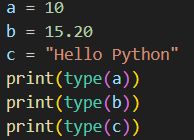 a = 10
b = 15.20
c = "Hello Python"
print(type(a))
print(type(b))
print(type(c))